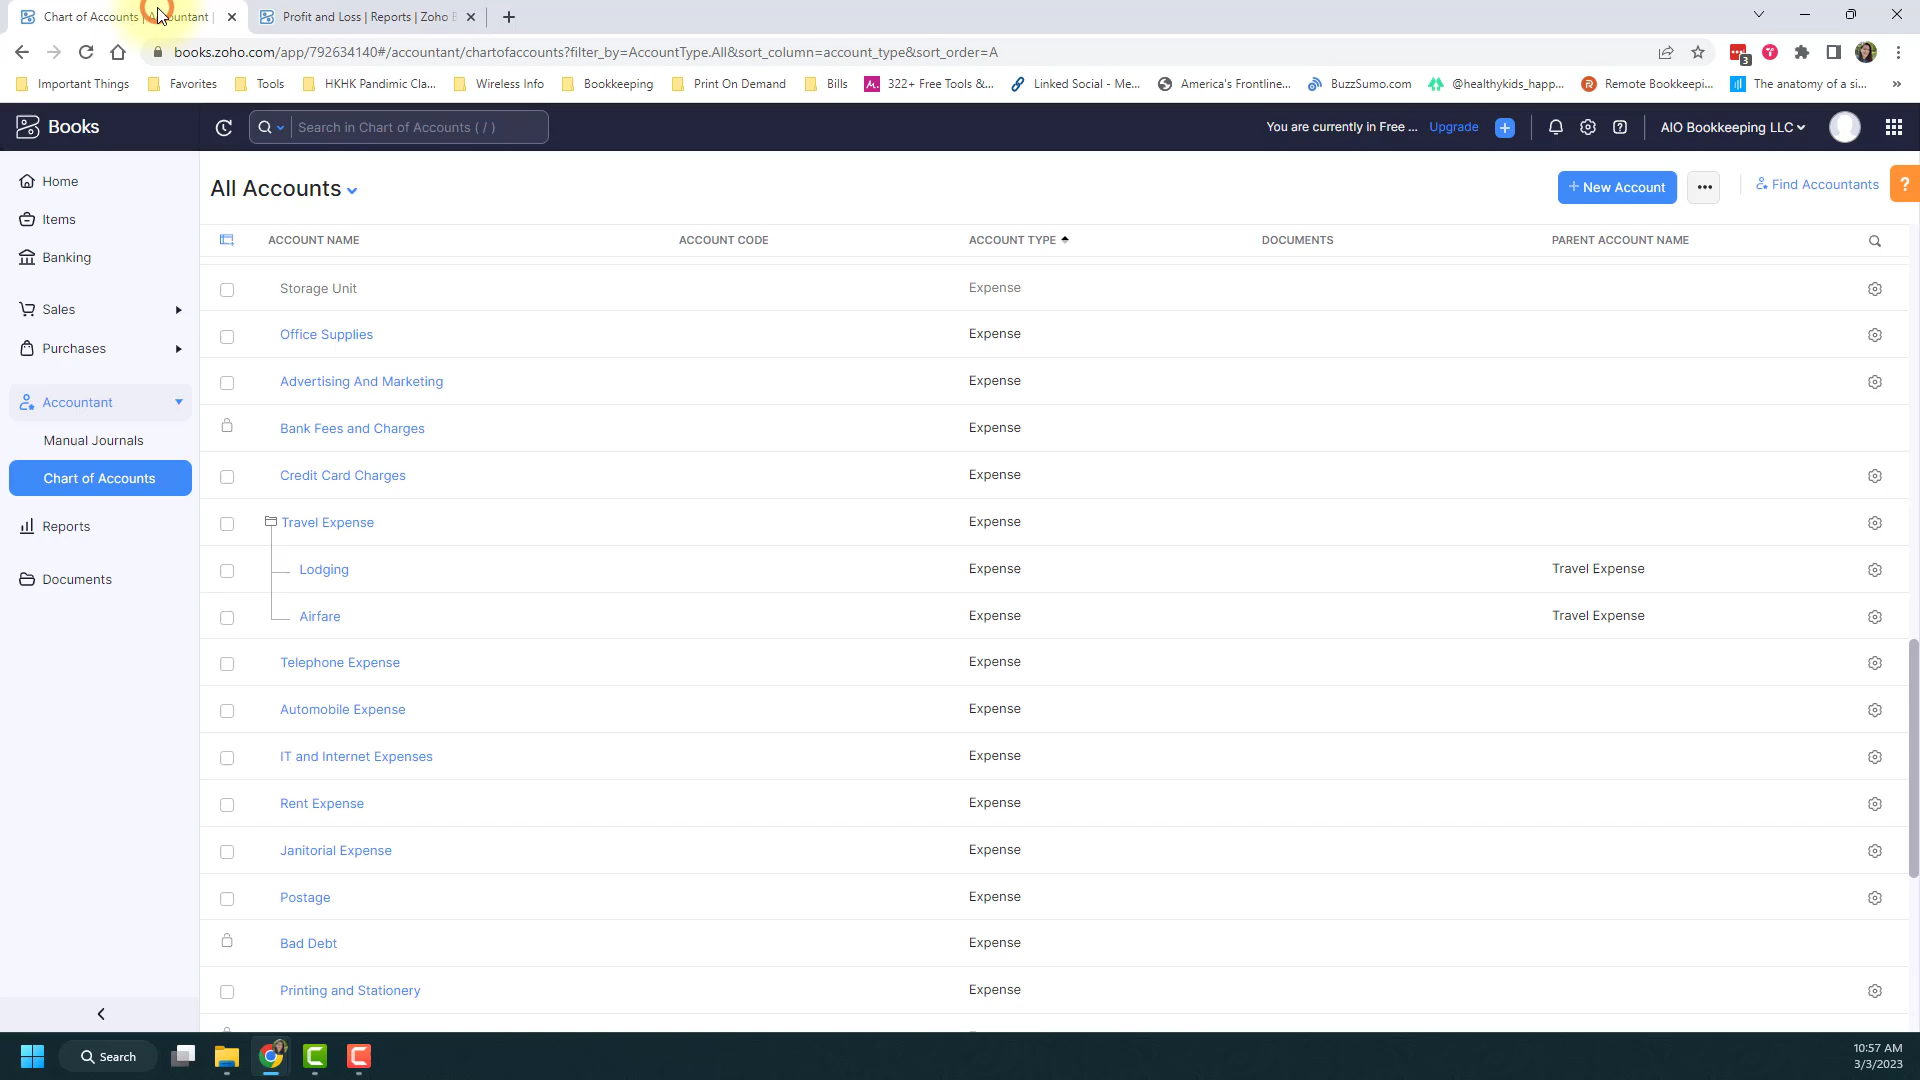 Chart of Accounts | Accountant |
Profit and Loss | Reports | Zoho B
books.zoho.com/app/792634140#/accountant/chartofaccounts?filter_by=AccountType.All&sort_column=account_type&sort_order=A
3
Important Things
Favorites
Tools
HKHK Pandimic Cla...
Wireless Info
Bookkeeping
Print On Demand
Bills
322+ Free Tools &...
Linked Social - Me...
America's Frontline...
BuzzSumo.com
@healthykids_happ...
Remote Bookkeepi...
The anatomy of a si...
»
Books
Search in Chart of Accounts ( / )
You are currently in Free ...
Upgrade
AIO Bookkeeping LLC
Home
Items
Banking
Sales
Purchases
Accountant
Manual Journals
Chart of Accounts
Reports
Documents
All Accounts
+ New Account
Find Accountants
?
ACCOUNT NAME ACCOUNT CODE ACCOUNT TYPE DOCUMENTS PARENT ACCOUNT NAME
Storage Unit Expense
Office Supplies Expense
Advertising And Marketing Expense
Bank Fees and Charges Expense
Credit Card Charges Expense
Travel Expense Expense
Lodging Expense Travel Expense
Airfare Expense Travel Expense
Telephone Expense Expense
Automobile Expense Expense
IT and Internet Expenses Expense
Rent Expense Expense
Janitorial Expense Expense
Postage Expense
Bad Debt Expense
Printing and Stationery Expense
Search
10:57 AM
3/3/2023